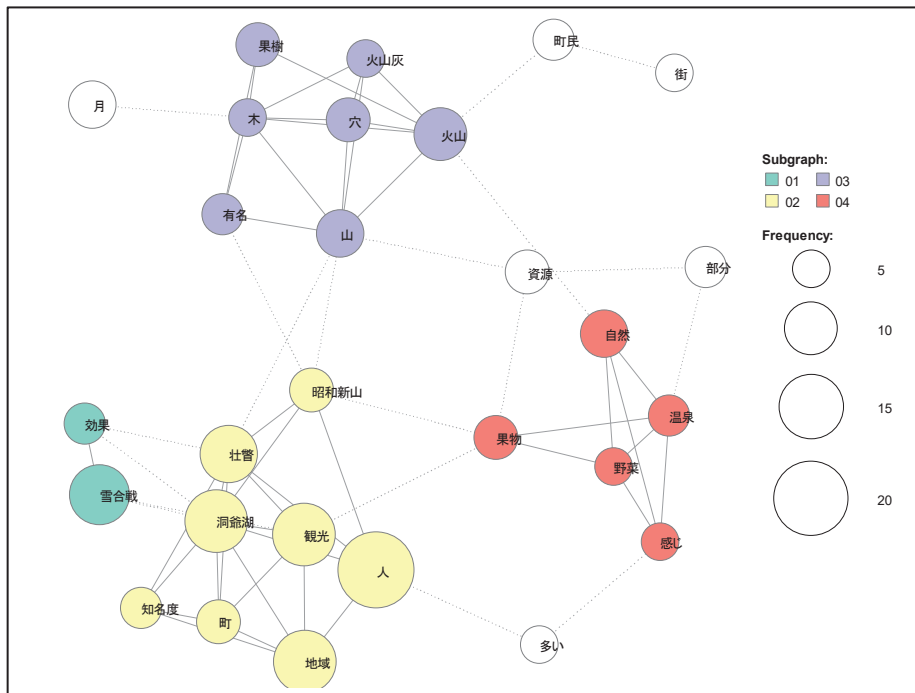 果樹
火山灰
町民
街
月
木
穴
火山
有名
山
資源
部分
自然
昭和新山
温泉
果物
効果
壮瞥
野菜
雪合戦
洞爺湖
観光
感じ
人
知名度
町
地域
多い
Subgraph:
01 03
02 04
Frequency:
5
10
15
20